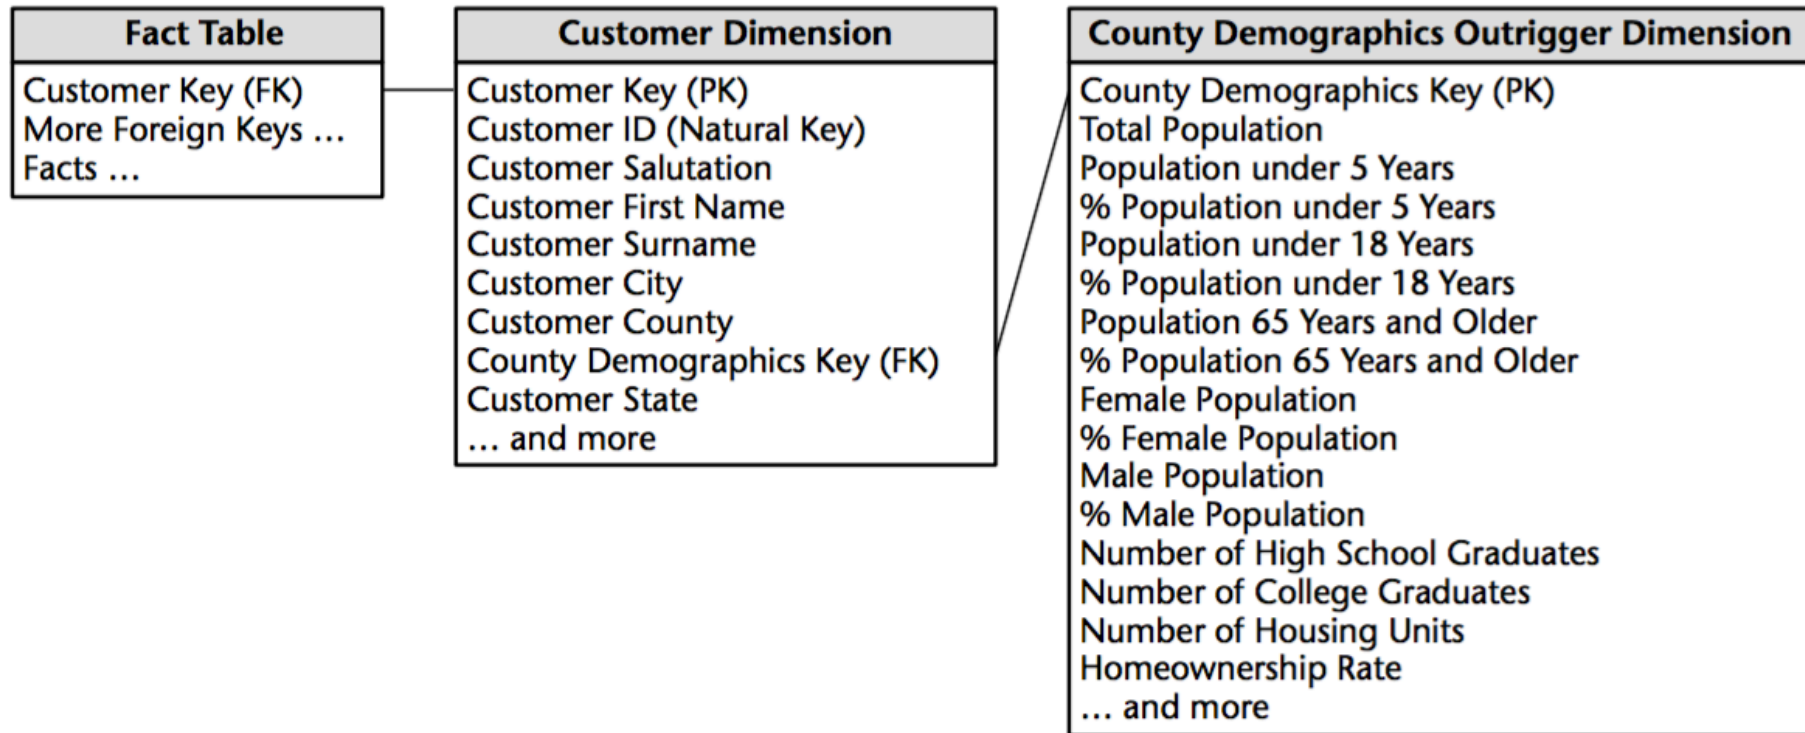 Fact Table
Customer Key (FK)
More Foreign Keys ...
Facts ...
Customer Dimension
Customer Key (PK)
Customer ID (Natural Key)
Customer Salutation
Customer First Name
Customer Surname
Customer City
Customer County
County Demographics Key (FK)
Customer State
... and more
County Demographics Outrigger Dimension
County Demographics Key (PK)
Total Population
Population under 5 Years
% Population under 5 Years
Population under 18 Years
% Population under 18 Years
Population 65 Years and Older
% Population 65 Years and Older
Female Population
% Female Population
Male Population
% Male Population
Number of High School Graduates
Number of College Graduates
Number of Housing Units
Homeownership Rate
... and more